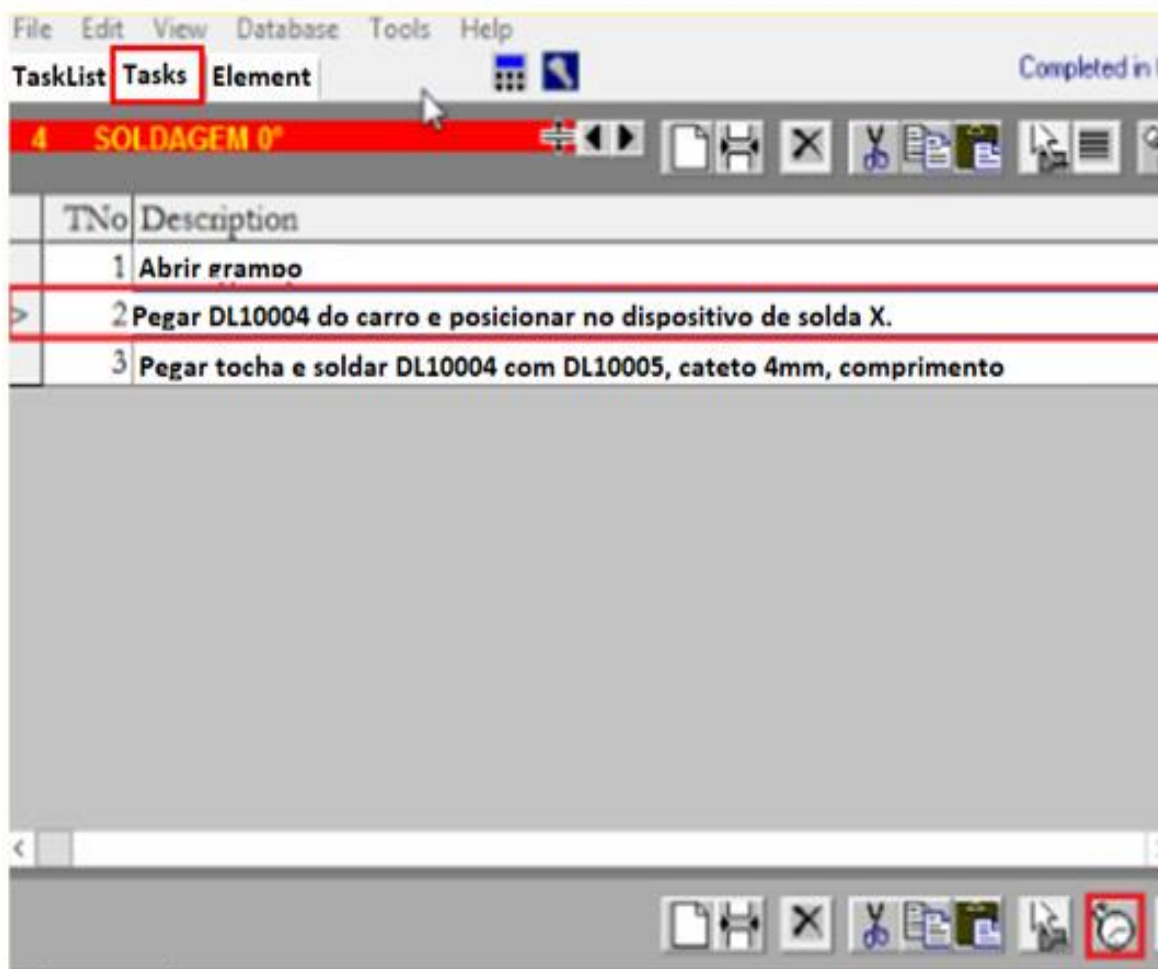 File Edit View Database Tools Help
TaskList Tasks Element
Completed in
4 SOLDAGEM 0º
TNo Description
1 Abrir grampo
> 2 Pegar DL10004 do carro e posicionar no dispositivo de solda X.
3 Pegar tocha e soldar DL10004 com DL10005, cateto 4mm, comprimento